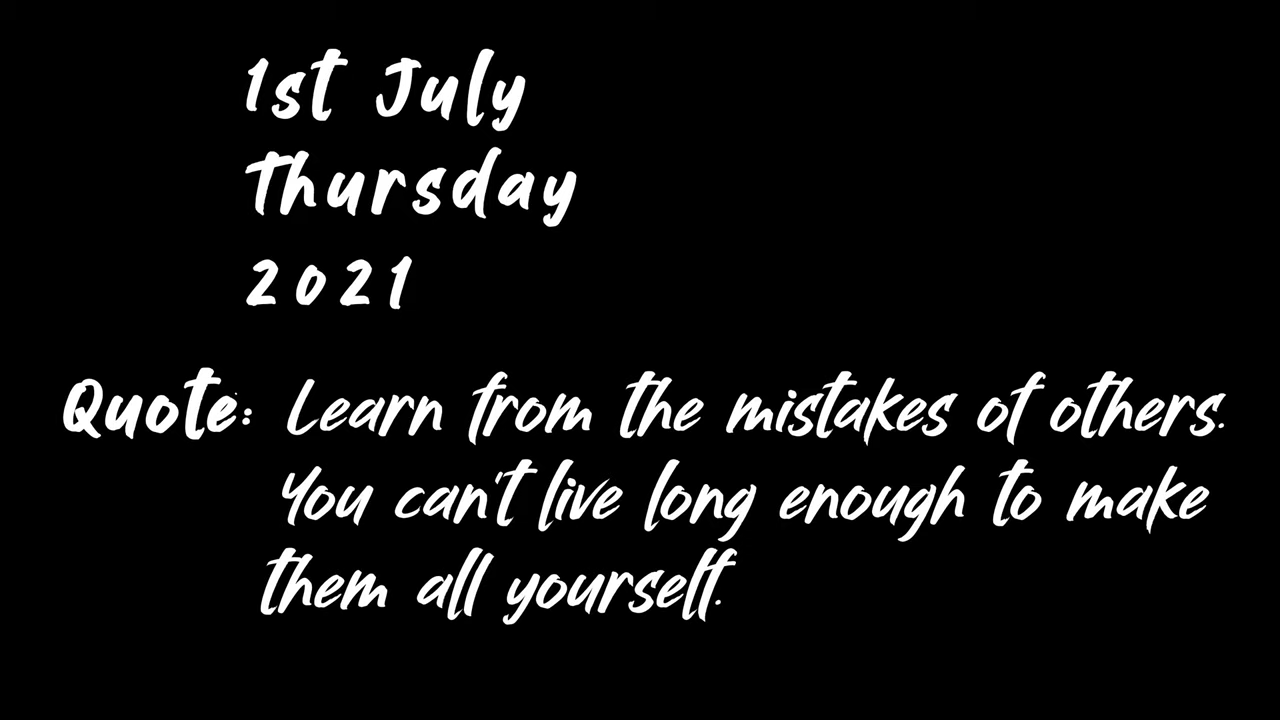 1st July
Thursday
2021
Quote: Learn from the mistakes of others.
You can't live long enough to make
them all yourself.